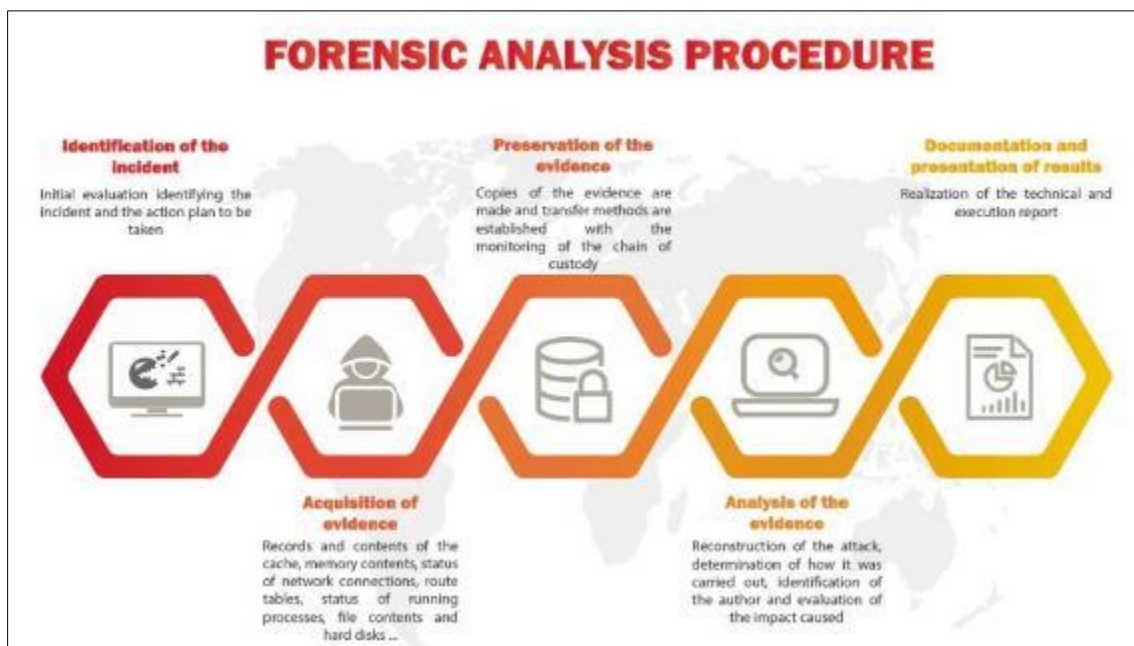 FORENSIC ANALYSIS PROCEDURE
Identification of the
incident
Initial evaluation identifying the
incident and the action plan to be
taken
Preservation of the
evidence
Copies of the evidence are
made and transfer methods are
established with the
monitoring of the chain of
custody
Documentation and
presentation of results
Realization of the technical and
execution report
Acquisition of
evidence
Records and contents of the
cache, memory contents, status
of network connections, route
tables, status of running
processes, file contents and
hard disks ...
Analysis of the
evidence
Reconstruction of the attack,
determination of how it was
carried out, identification of
the author and evaluation of
the impact caused